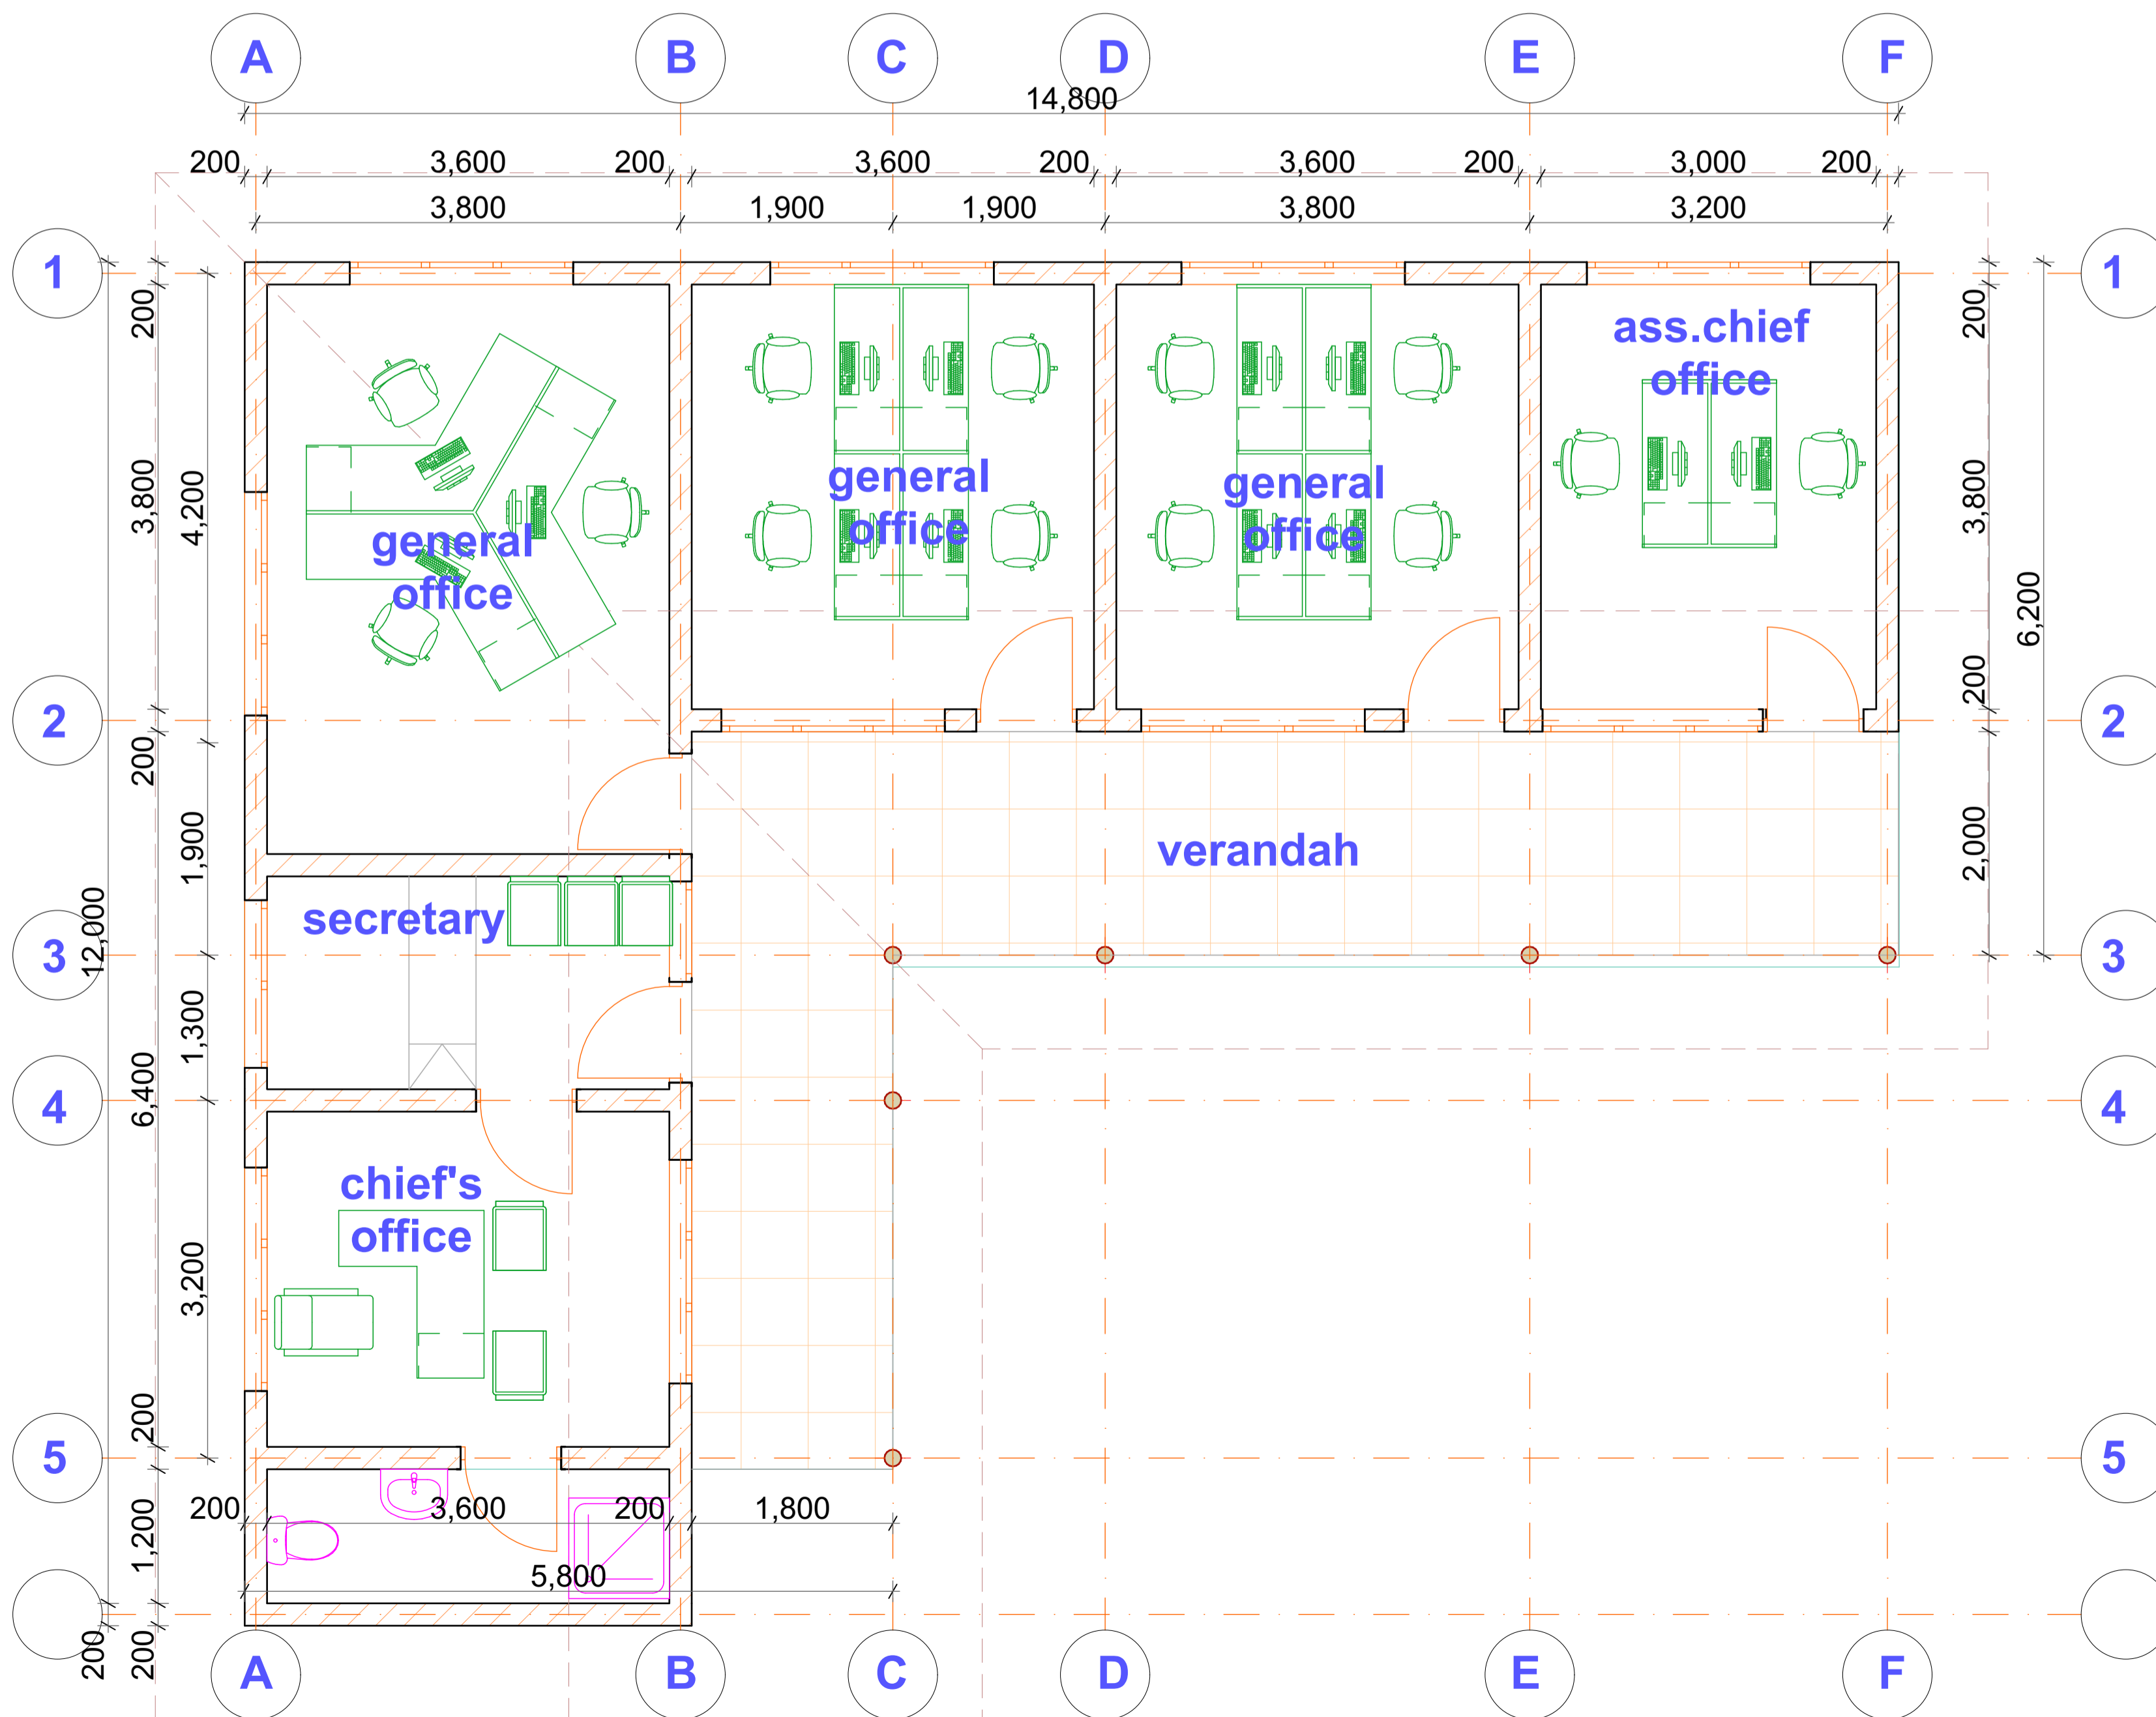 A B C D E F
14,800
200 3,600 200 3,600 200 3,600 200 3,000 200
3,800 1,900 1,900 3,800 3,200
1 1
200 200
ass.chief
office
3,800 4,200 3,800
general
office
general
office
general
office
6,200
200
2 2
200
1,900
verandah
2,000
secretary
12,000
3 3
1,300
6,400
4 4
chief's
office
3,200
200
5 5
200 3,600 200 1,800
1,200
5,800
200 200
A B C D E F